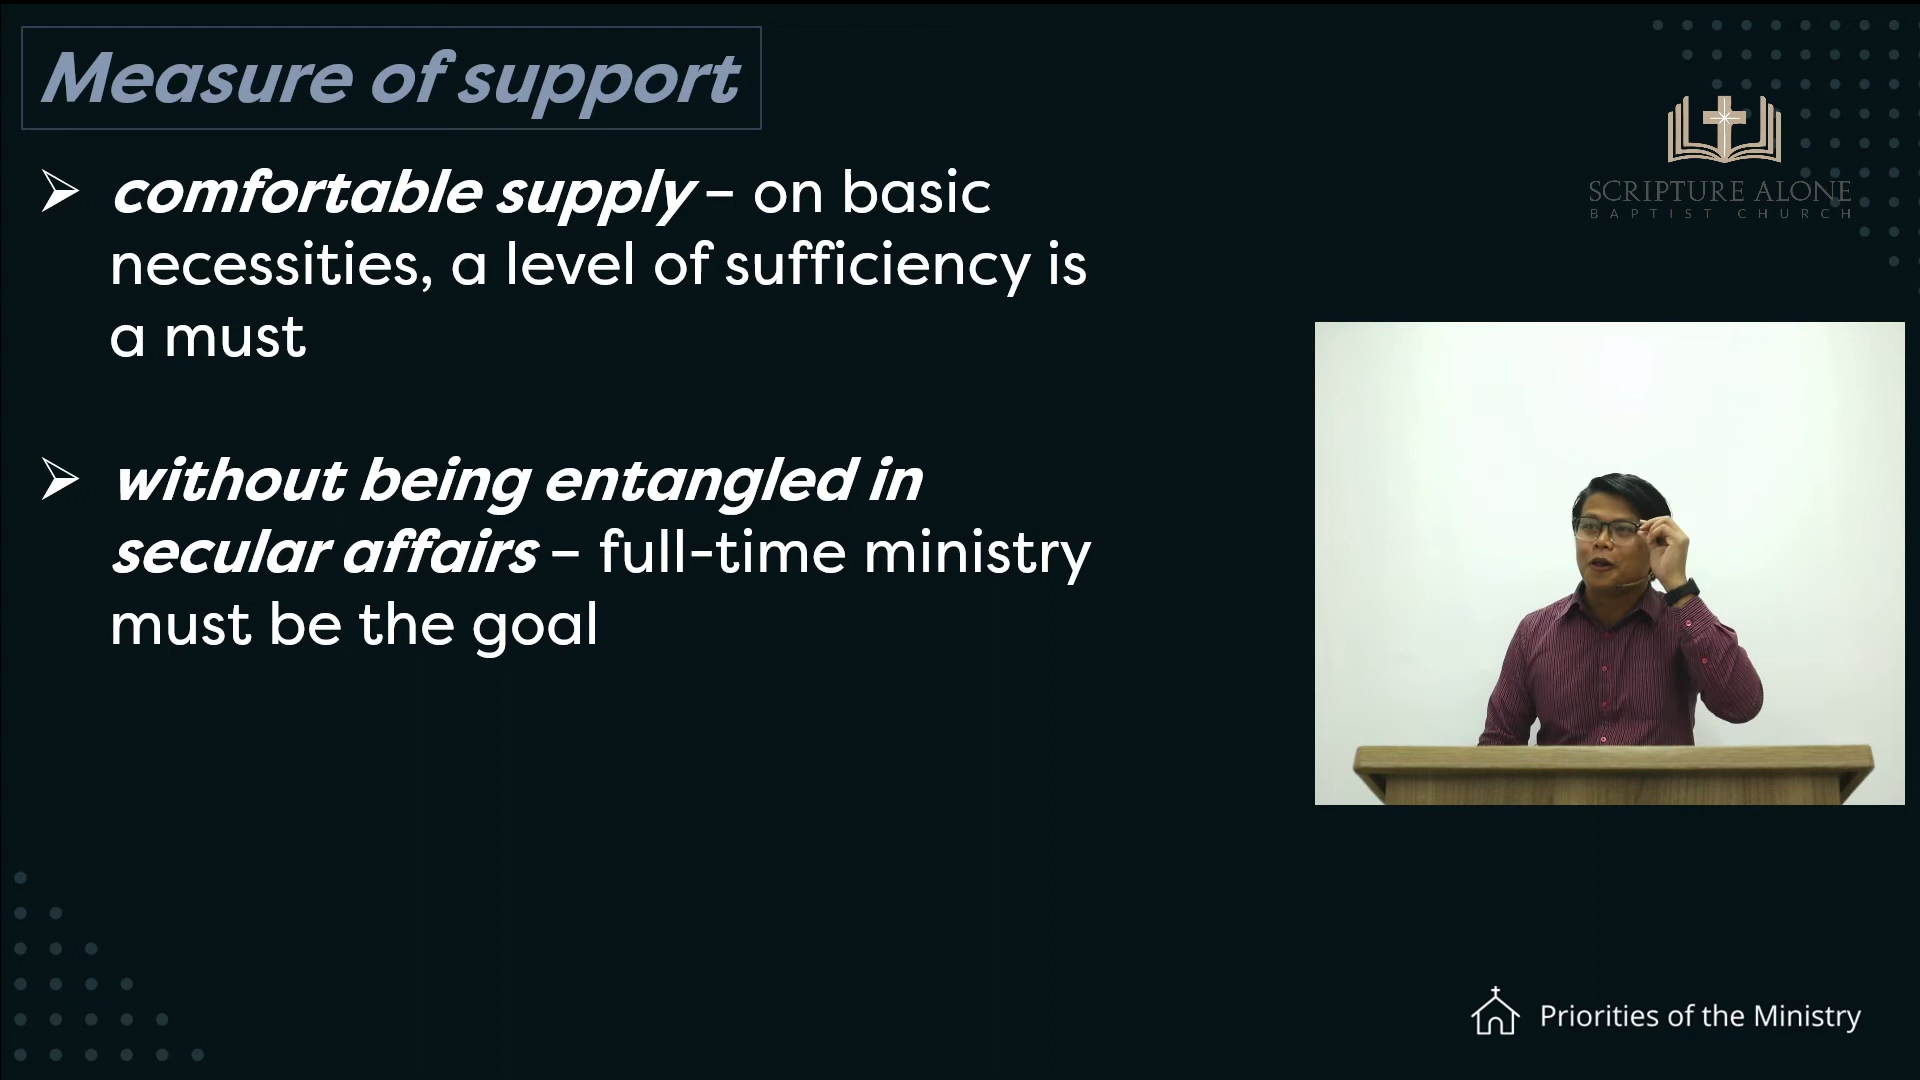 Measure of support
SCRIPTURE ALONE
BAPTIST CHURCH
➢ comfortable supply – on basic
necessities, a level of sufficiency is
a must
➢ without being entangled in
secular affairs – full-time ministry
must be the goal
Priorities of the Ministry